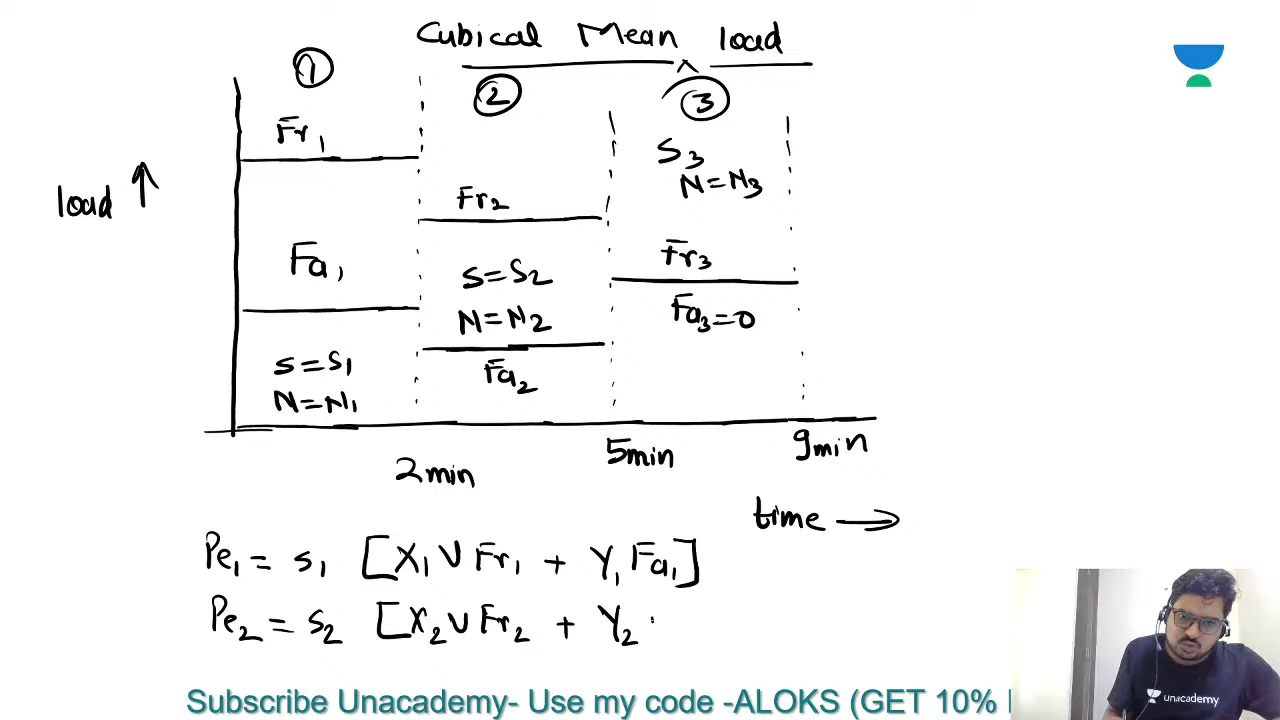 Cubical Mean load
①
②
③
Fr₁
S₃
N=N₃
load ↑
Fr₂
Fa₁
Fr₃
S=S₂
N=N₂
Fa₃=0
S=S₁
N=N₁
Fa₂
2min
5min
9min
time →
Pe₁ = S₁ [X₁ V Fr₁ + Y₁ Fa₁]
Pe₂ = S₂ [X₂ V Fr₂ + Y₂
unacademy
Subscribe Unacademy- Use my code -ALOKS (GET 10%